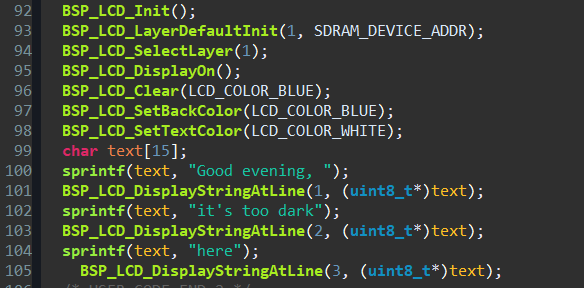 92 BSP_LCD_Init();
93 BSP_LCD_LayerDefaultInit(1, SDRAM_DEVICE_ADDR);
94 BSP_LCD_SelectLayer(1);
95 BSP_LCD_DisplayOn();
96 BSP_LCD_Clear(LCD_COLOR_BLUE);
97 BSP_LCD_SetBackColor(LCD_COLOR_BLUE);
98 BSP_LCD_SetTextColor(LCD_COLOR_WHITE);
99 char text[15];
100 sprintf(text, "Good evening, ");
101 BSP_LCD_DisplayStringAtLine(1, (uint8_t*)text);
102 sprintf(text, "it's too dark");
103 BSP_LCD_DisplayStringAtLine(2, (uint8_t*)text);
104 sprintf(text, "here");
105 BSP_LCD_DisplayStringAtLine(3, (uint8_t*)text);